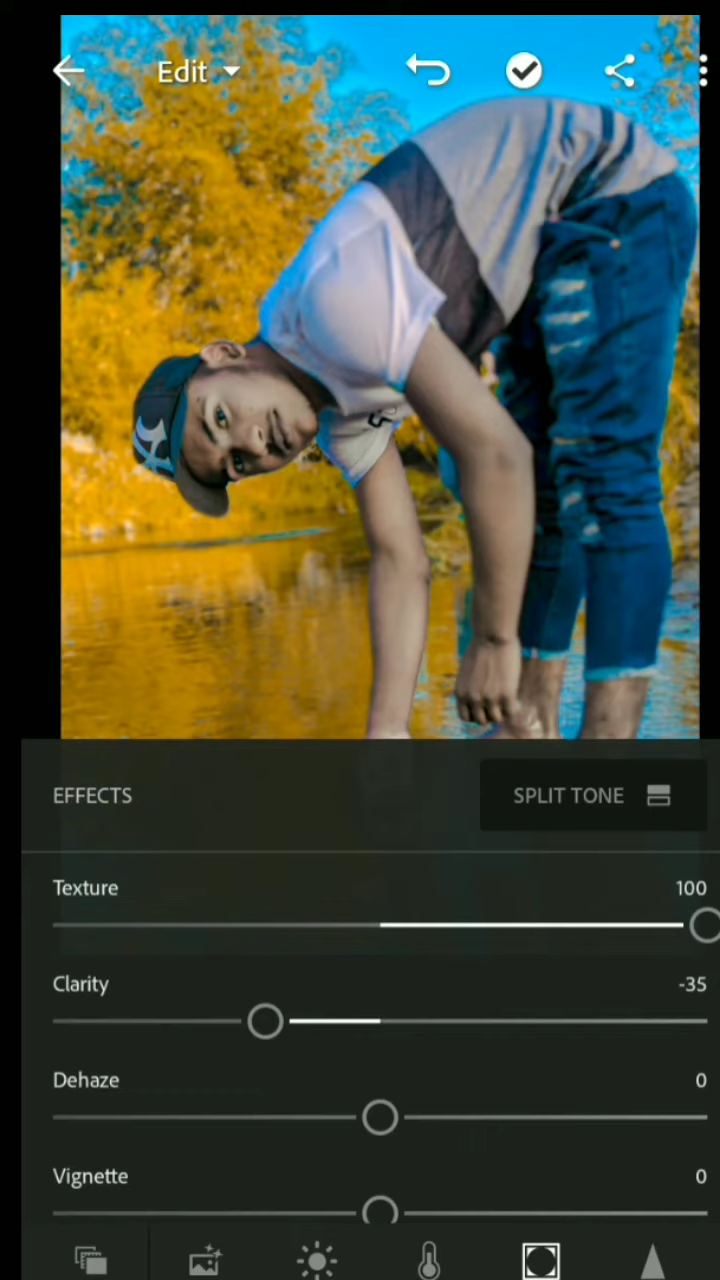 Edit
EFFECTS
SPLIT TONE
Texture 100
Clarity -35
Dehaze 0
Vignette 0